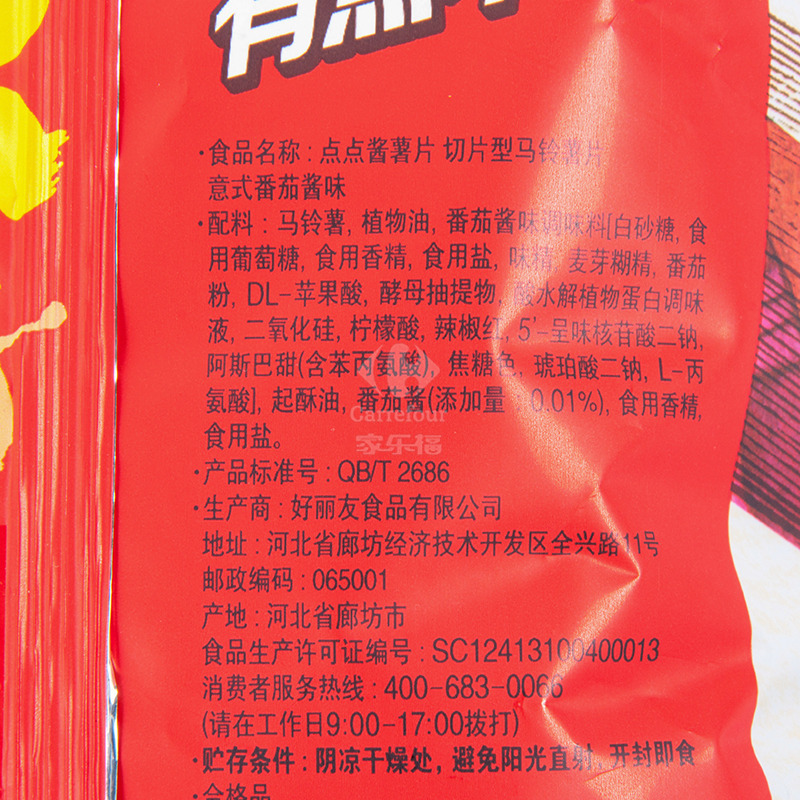 有点
·食品名称：点点酱薯片 切片型马铃薯片
意式番茄酱味
·配料：马铃薯, 植物油, 番茄酱味调味料[白砂糖, 食
用葡萄糖, 食用香精, 食用盐, 味精, 麦芽糊精, 番茄
粉, DL-苹果酸, 酵母抽提物, 酸水解植物蛋白调味
液, 二氧化硅, 柠檬酸, 辣椒红, 5'-呈味核苷酸二钠,
阿斯巴甜(含苯丙氨酸), 焦糖色, 琥珀酸二钠, L-丙
氨酸], 起酥油, 番茄酱(添加量：0.01%), 食用香精,
食用盐。
Carrefour
家乐福
·产品标准号：QB/T 2686
·生产商：好丽友食品有限公司
地址：河北省廊坊经济技术开发区全兴路11号
邮政编码：065001
产地：河北省廊坊市
食品生产许可证编号：SC12413100400013
消费者服务热线：400-683-0066
(请在工作日9:00-17:00拨打)
·贮存条件：阴凉干燥处, 避免阳光直射, 开封即食
·合格品